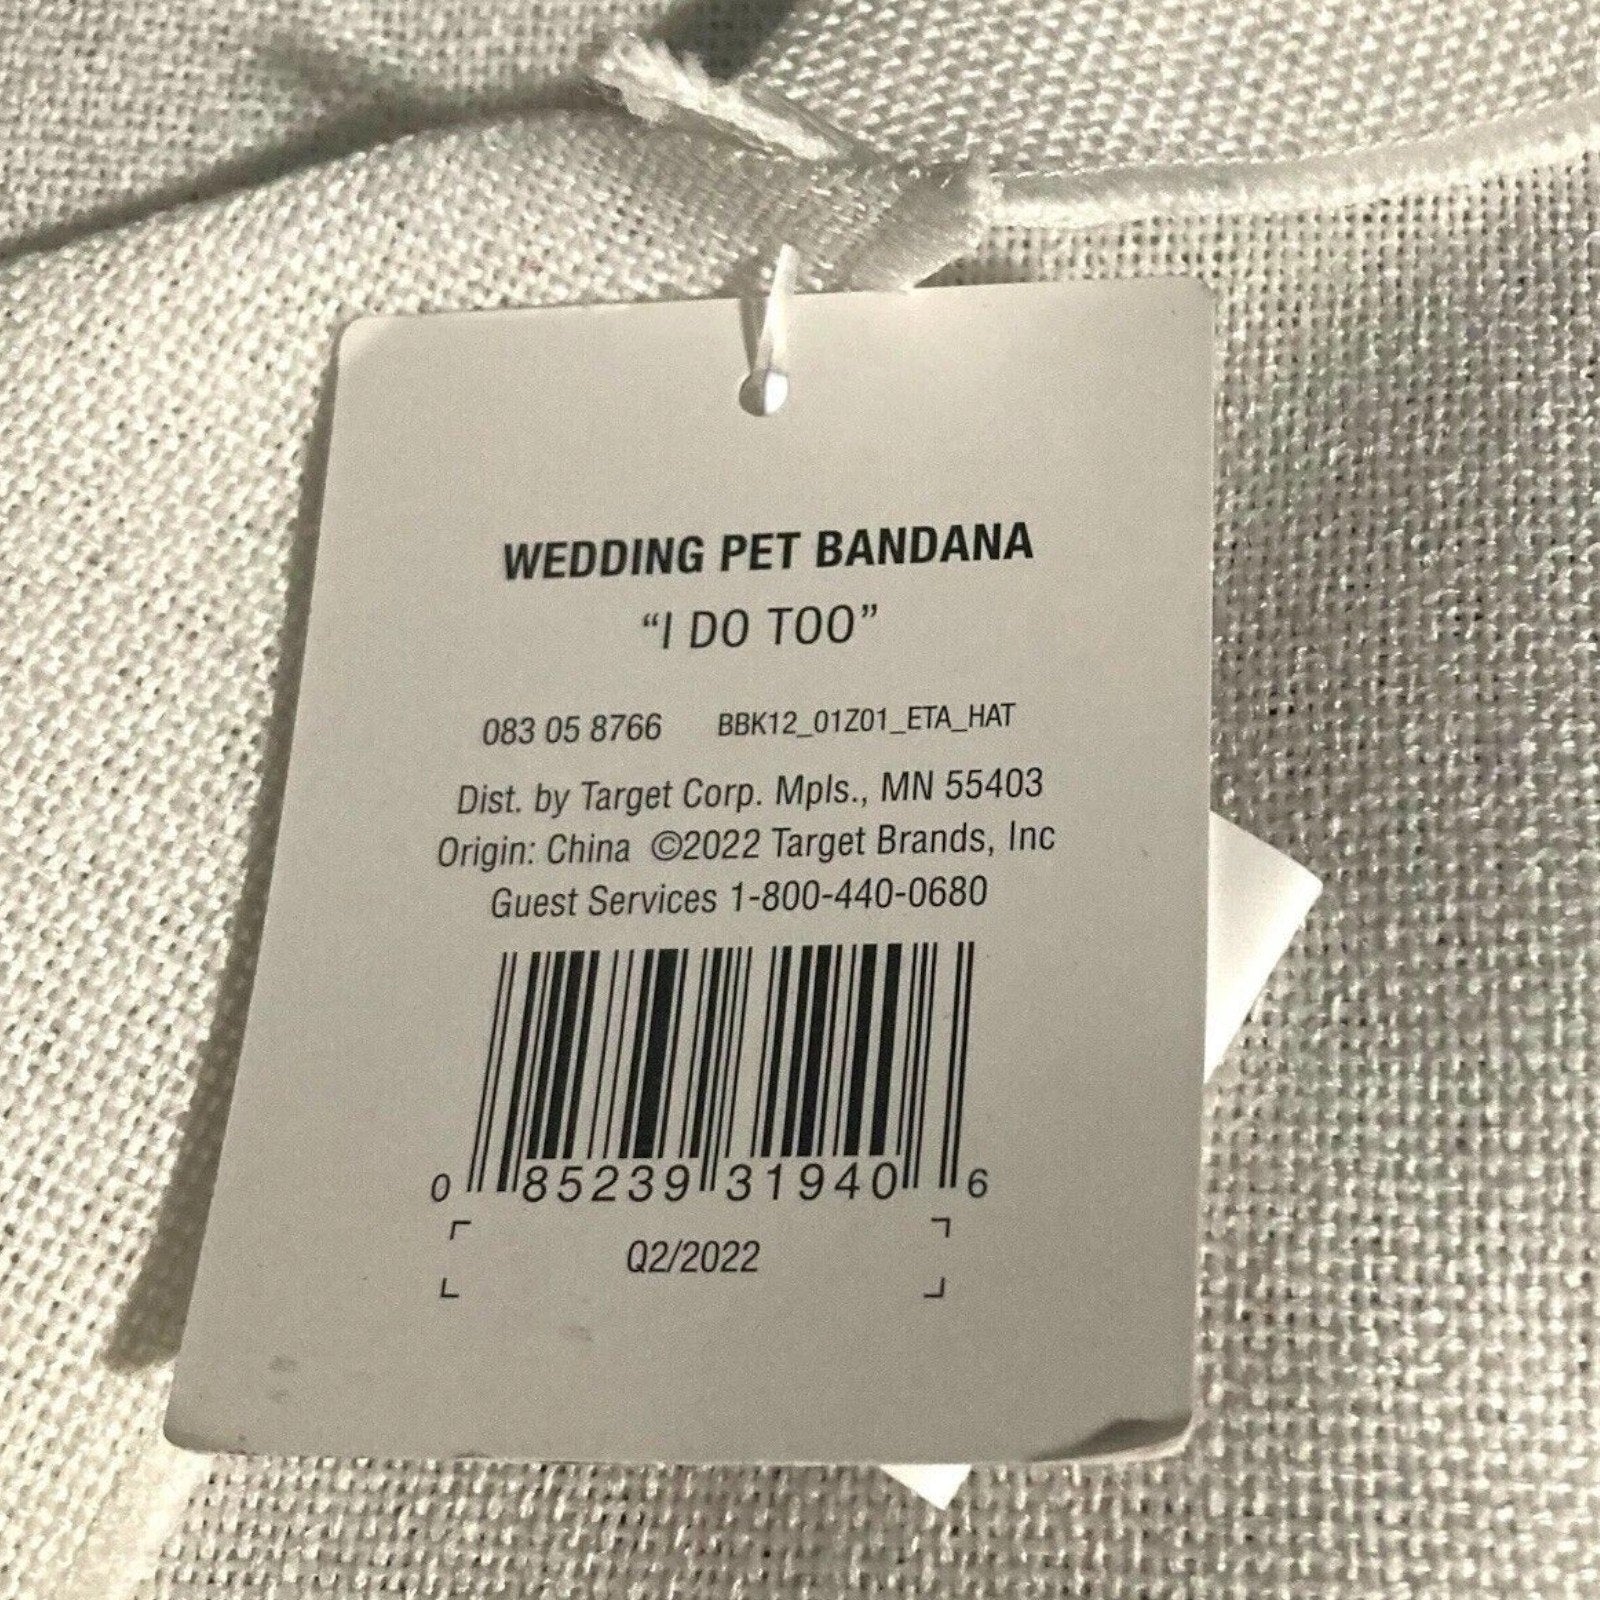 WEDDING PET BANDANA
“I DO TOO”
083 05 8766 BBK12_01Z01_ETA_HAT
Dist. by Target Corp. Mpls., MN 55403
Origin: China ©2022 Target Brands, Inc
Guest Services 1-800-440-0680
0 85239 31940 6
Q2/2022